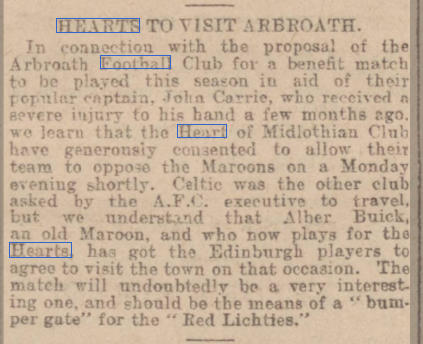 HEARTS TO VISIT ARBROATH.
In connection with the proposal of the
Arbroath Football Club for a benefit match
to be played this season in aid of their
popular captain, John Carrie, who received a
severe injury to his hand a few months ago,
we learn that the Heart of Midlothian Club
have generously consented to allow their
team to oppose the Maroons on a Monday
evening shortly. Celtic was the other club
asked by the A.F.C. executive to travel,
but we understand that Alber Buick,
an old Maroon, and who now plays for the
Hearts, has got the Edinburgh players to
agree to visit the town on that occasion. The
match will undoubtedly be a very interest-
ing one, and should be the means of a "bum-
per gate" for the "Red Lichties."